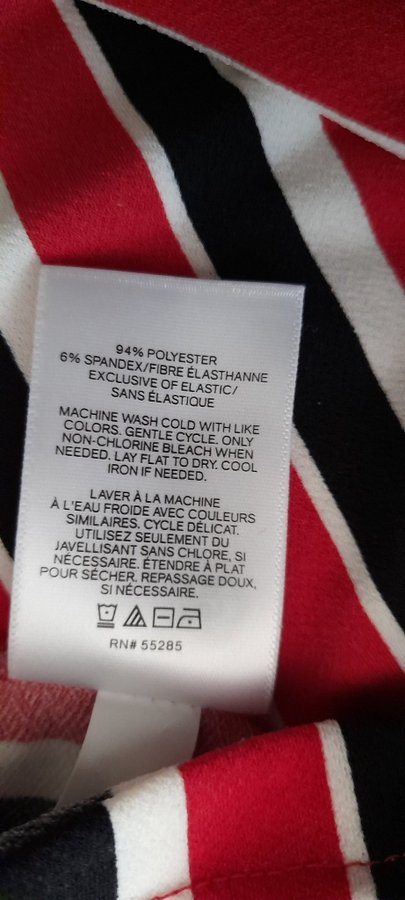 94% POLYESTER
6% SPANDEX/FIBRE ÉLASTHANNE
EXCLUSIVE OF ELASTIC/
SANS ÉLASTIQUE
MACHINE WASH COLD WITH LIKE
COLORS. GENTLE CYCLE. ONLY
NON-CHLORINE BLEACH WHEN
NEEDED. LAY FLAT TO DRY. COOL
IRON IF NEEDED.
LAVER À LA MACHINE
À L'EAU FROIDE AVEC COULEURS
SIMILAIRES. CYCLE DÉLICAT.
UTILISEZ SEULEMENT DU
JAVELLISANT SANS CHLORE, SI
NÉCESSAIRE. ÉTENDRE À PLAT
POUR SÉCHER. REPASSAGE DOUX,
SI NÉCESSAIRE.
RN# 55285